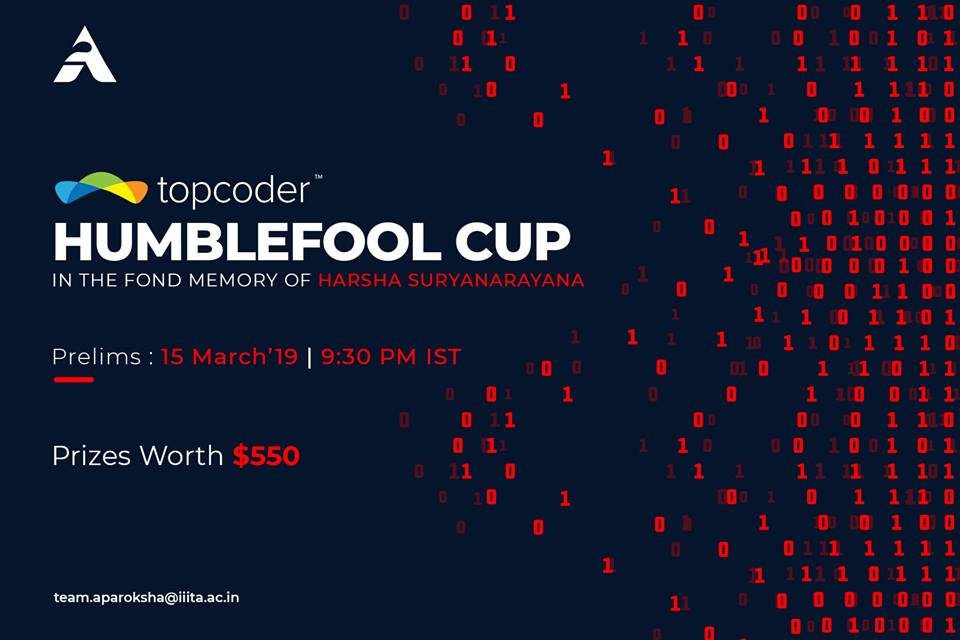 topcoder™
HUMBLEFOOL CUP
IN THE FOND MEMORY OF HARSHA SURYANARAYANA
Prelims : 15 March'19 | 9:30 PM IST
Prizes Worth $550
team.aparoksha@iiita.ac.in